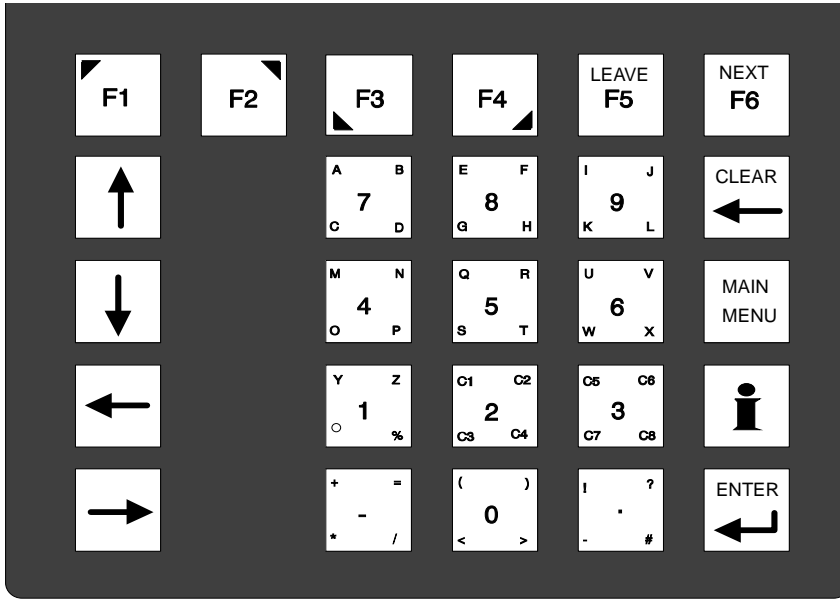 LEAVE NEXT
F1 F2 F3 F4 F5 F6
A B E F I J CLEAR
7 8 9
C D G H K L
M N Q R U V MAIN
4 5 6 MENU
O P S T W X
Y Z C1 C2 C5 C6
1 2 3 i
○ % C3 C4 C7 C8
+ = ( ) ! ? ENTER
- 0 .
* / < > - #